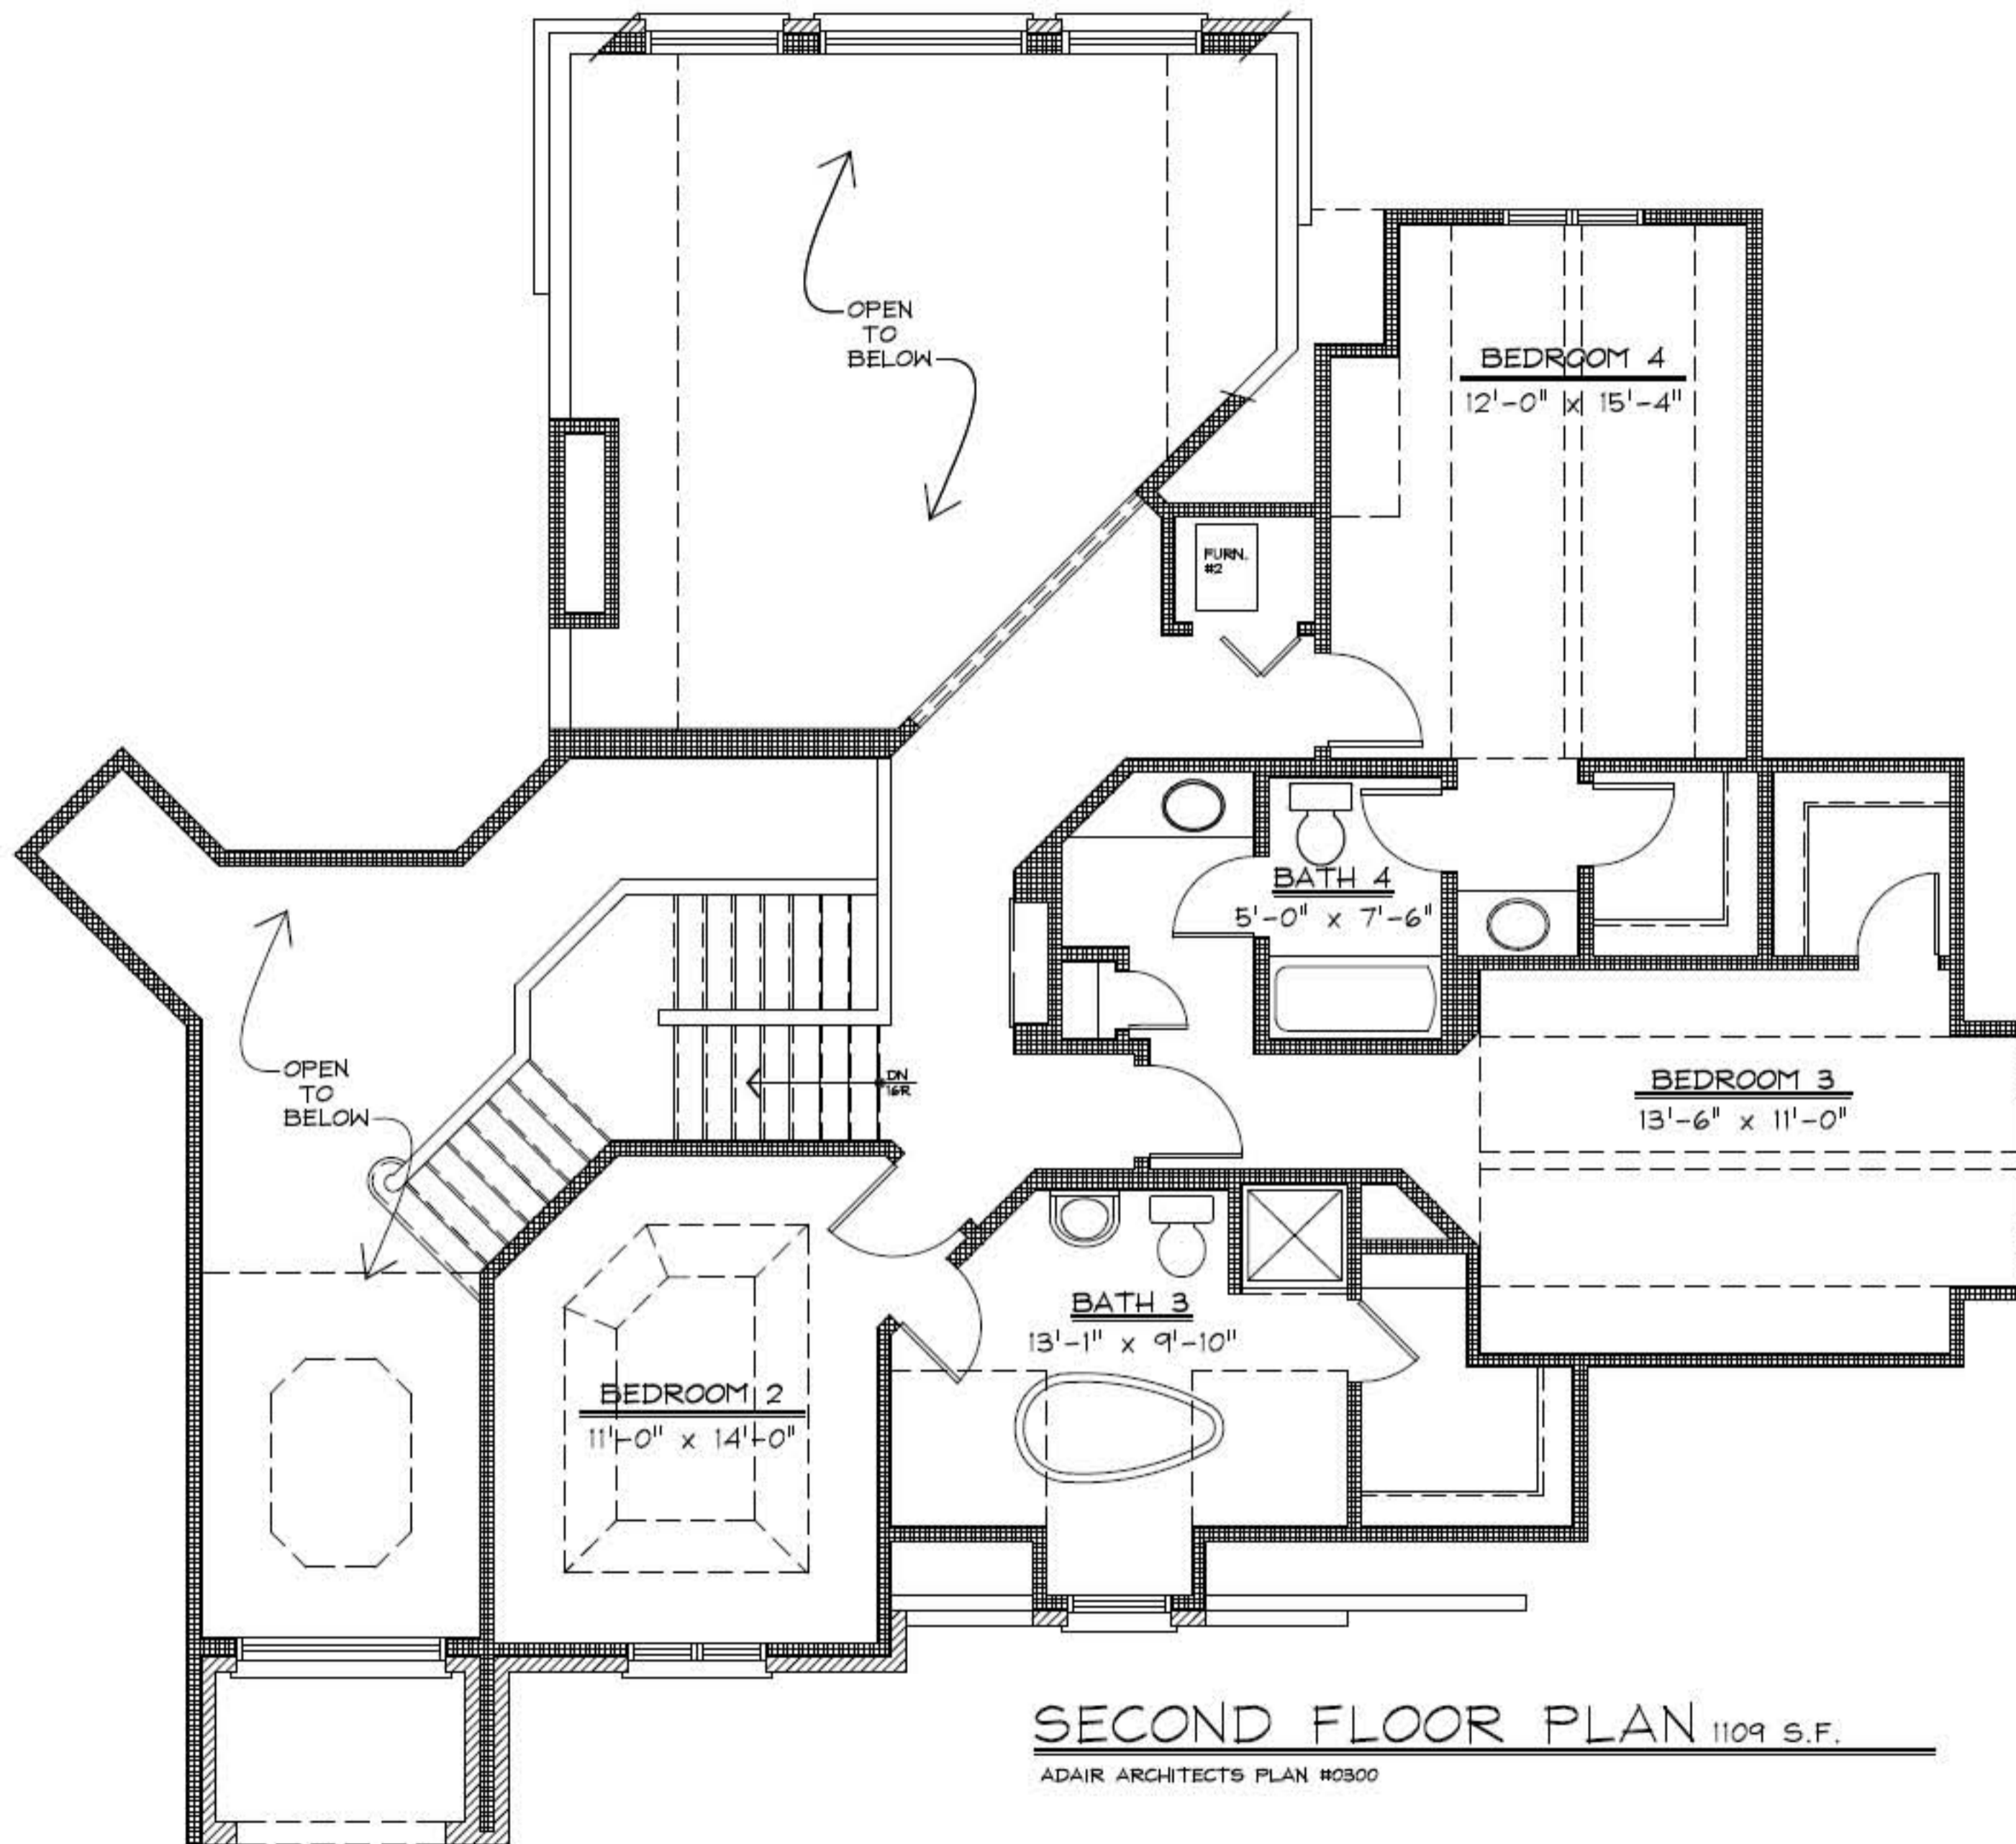 OPEN
TO
BELOW
BEDROOM 4
12'-0" x 15'-4"
FURN.
#2
BATH 4
5'-0" x 7'-6"
OPEN
TO
BELOW
DN
16R
BEDROOM 3
13'-6" x 11'-0"
BATH 3
13'-1" x 9'-10"
BEDROOM 2
11'-0" x 14'-0"
SECOND FLOOR PLAN 1109 S.F.
ADAIR ARCHITECTS PLAN #0300